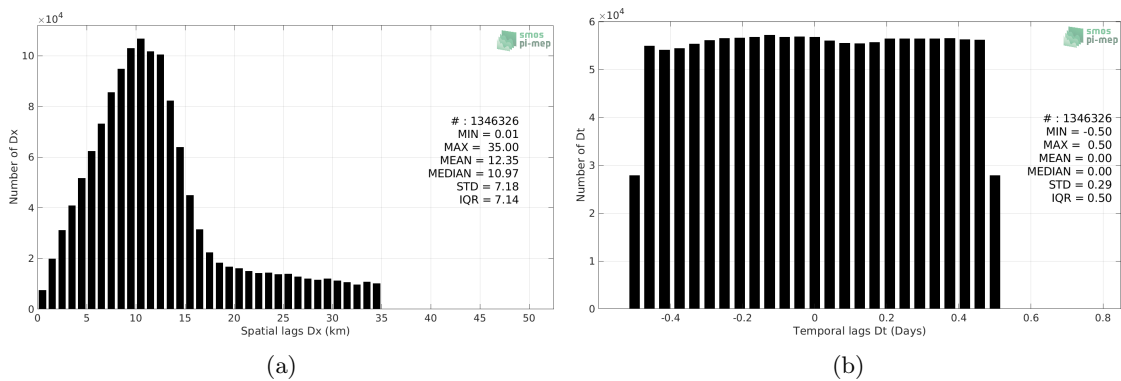 ×10⁴
10
8
6
4
2
0
Number of Dx
0 5 10 15 20 25 30 35 40 45 50
Spatial lags Dx (km)
smos
pi-mep
# : 1346326
MIN = 0.01
MAX = 35.00
MEAN = 12.35
MEDIAN = 10.97
STD = 7.18
IQR = 7.14
(a)
×10⁴
6
5
4
3
2
1
0
Number of Dt
-0.4 -0.2 0 0.2 0.4 0.6 0.8
Temporal lags Dt (Days)
smos
pi-mep
# : 1346326
MIN = -0.50
MAX = 0.50
MEAN = 0.00
MEDIAN = 0.00
STD = 0.29
IQR = 0.50
(b)